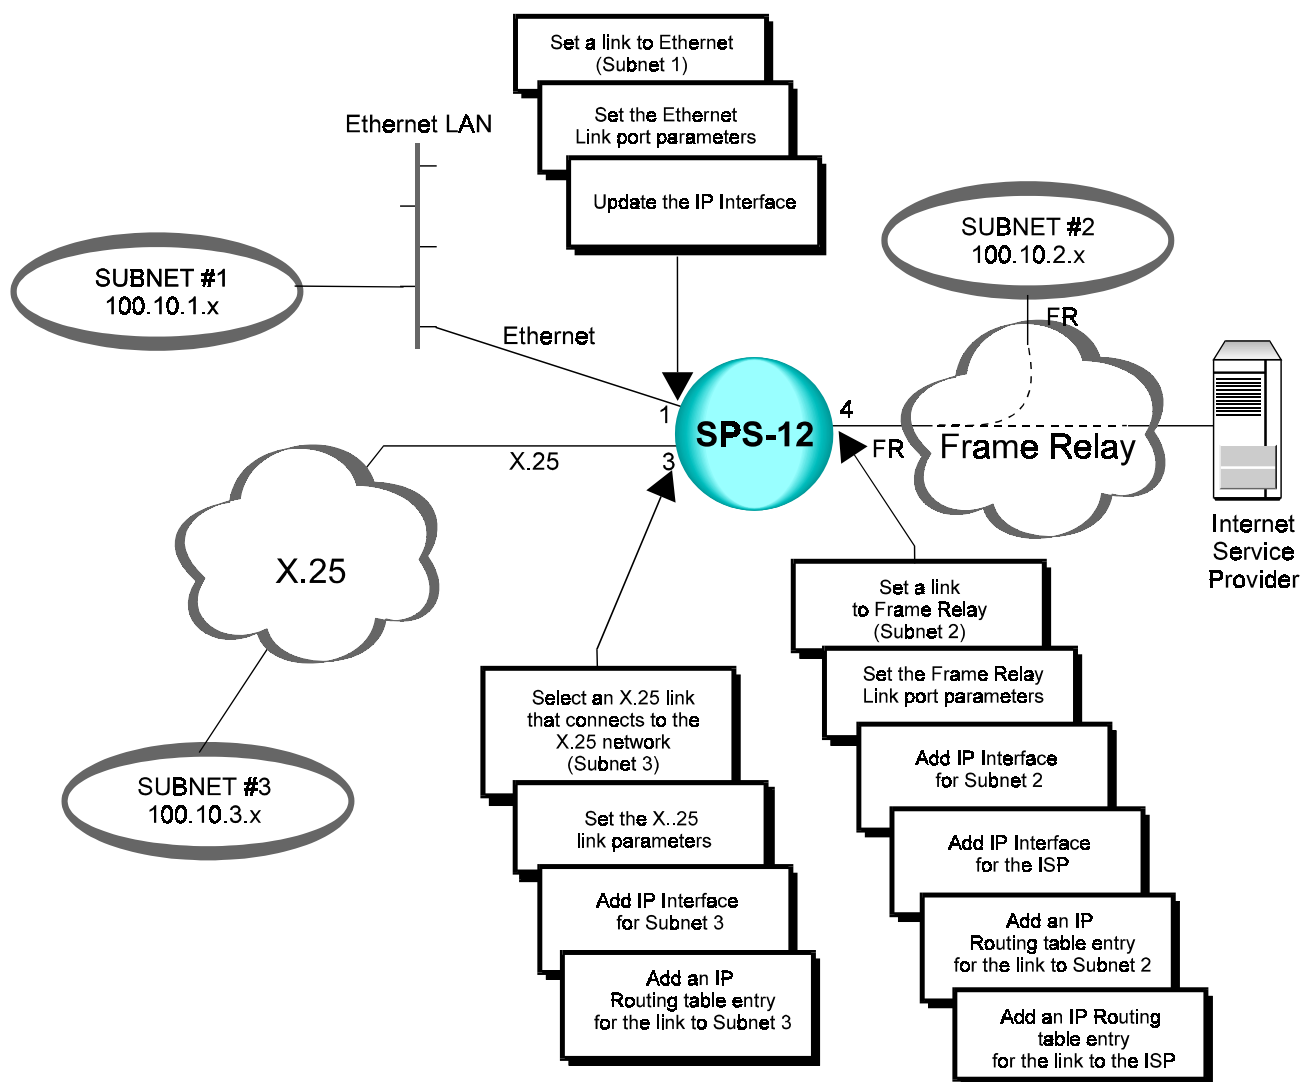 Set a link to Ethernet
(Subnet 1)
Set the Ethernet
Link port parameters
Update the IP Interface
Ethernet LAN
SUBNET #1
100.10.1.x
Ethernet
SUBNET #2
100.10.2.x
FR
1
SPS-12
4
FR
Frame Relay
Internet
Service
Provider
X.25
3
X.25
SUBNET #3
100.10.3.x
Select an X.25 link
that connects to the
X.25 network
(Subnet 3)
Set the X..25
link parameters
Add IP Interface
for Subnet 3
Add an IP
Routing table entry
for the link to Subnet 3
Set a link
to Frame Relay
(Subnet 2)
Set the Frame Relay
Link port parameters
Add IP Interface
for Subnet 2
Add IP Interface
for the ISP
Add an IP
Routing table entry
for the link to Subnet 2
Add an IP Routing
table entry
for the link to the ISP